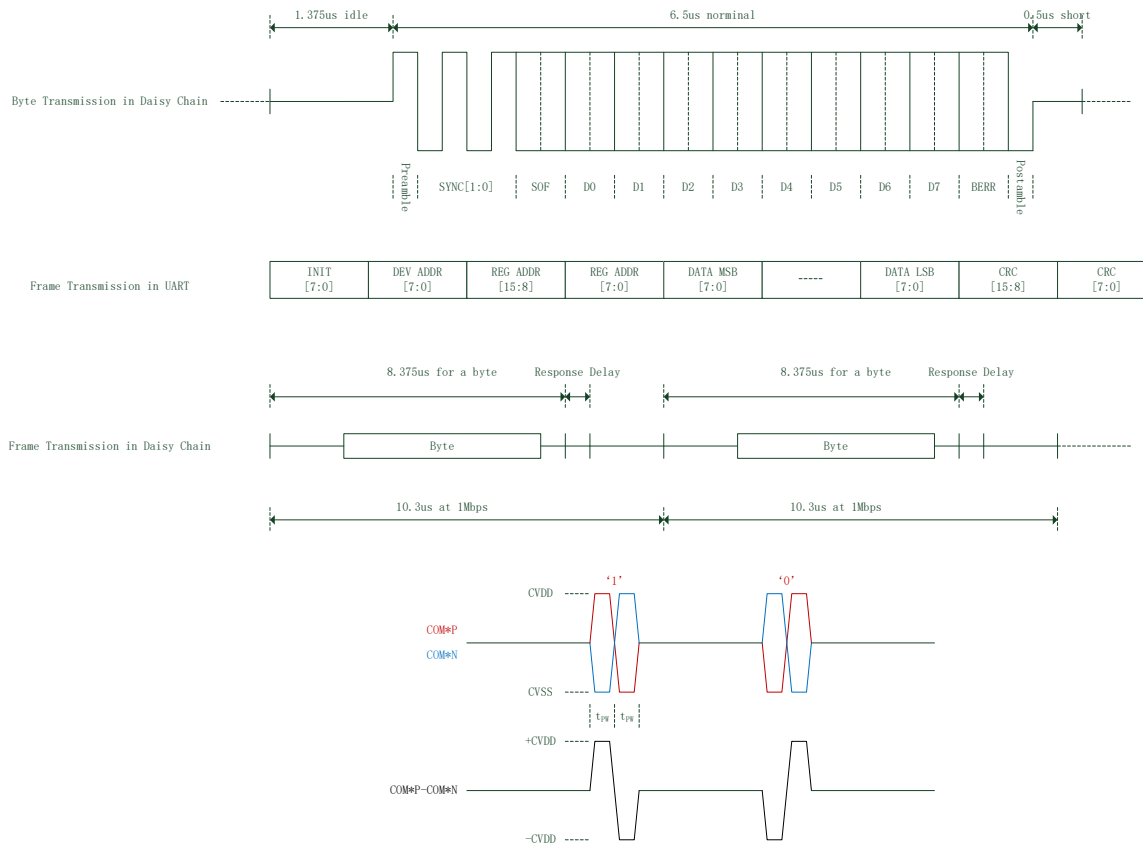 1.375us idle
6.5us norminal
0.5us short
Byte Transmission in Daisy Chain
Preamble
SYNC[1:0]
SOF
D0
D1
D2
D3
D4
D5
D6
D7
BERR
Postamble
Frame Transmission in UART
INIT
[7:0]
DEV ADDR
[7:0]
REG ADDR
[15:8]
REG ADDR
[7:0]
DATA MSB
[7:0]
-----
DATA LSB
[7:0]
CRC
[15:8]
CRC
[7:0]
8.375us for a byte
Response Delay
8.375us for a byte
Response Delay
Frame Transmission in Daisy Chain
Byte
Byte
10.3us at 1Mbps
10.3us at 1Mbps
‘1’
‘0’
CVDD
COM*P
COM*N
CVSS
tPW
tPW
+CVDD
COM*P-COM*N
-CVDD